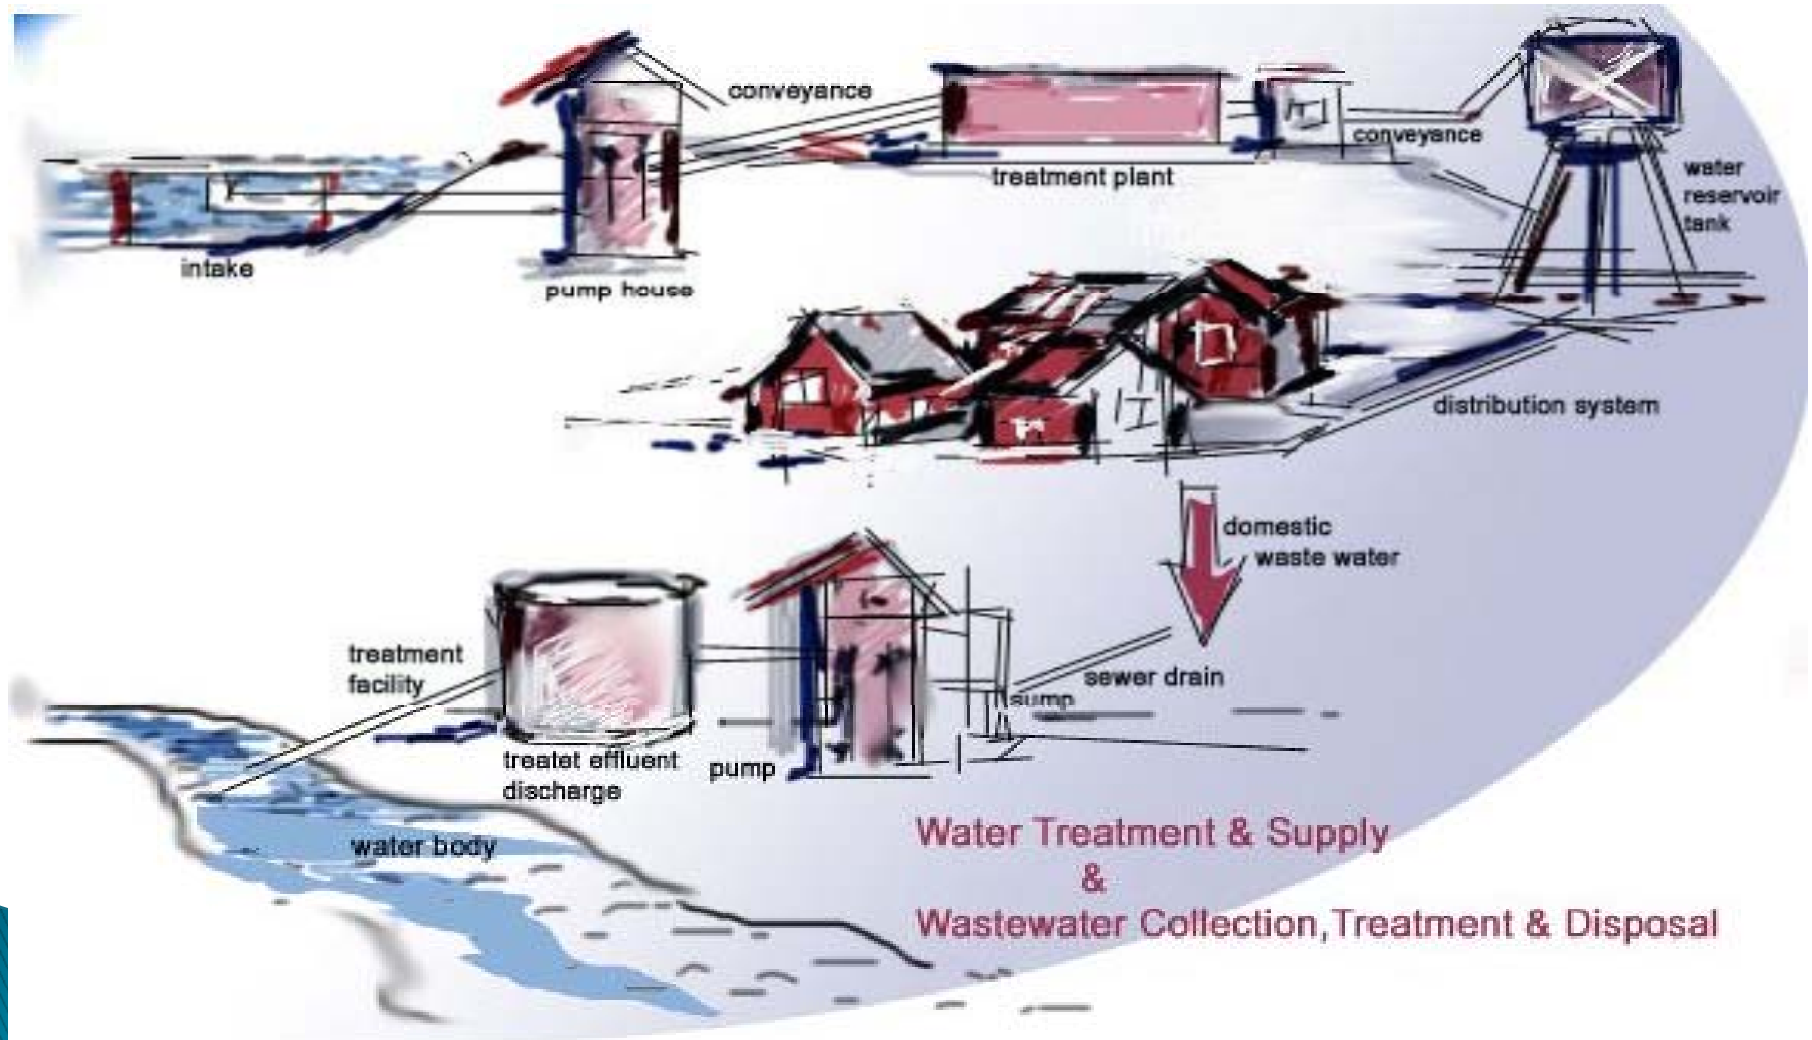 conveyance
conveyance
treatment plant
water
reservoir
tank
intake
pump house
distribution system
domestic
waste water
treatment
facility
sewer drain
sump
treatet effluent
discharge
pump
water body
Water Treatment & Supply
&
Wastewater Collection,Treatment & Disposal